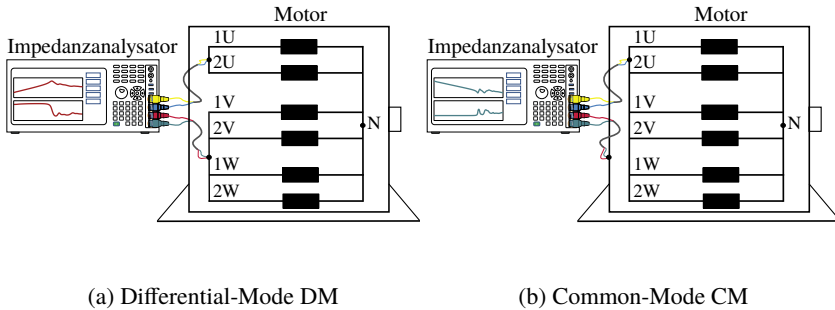 Motor
Impedanzanalysator
1U
2U
1V
2V
1W
2W
N
(a) Differential-Mode DM
Motor
Impedanzanalysator
1U
2U
1V
2V
1W
2W
N
(b) Common-Mode CM